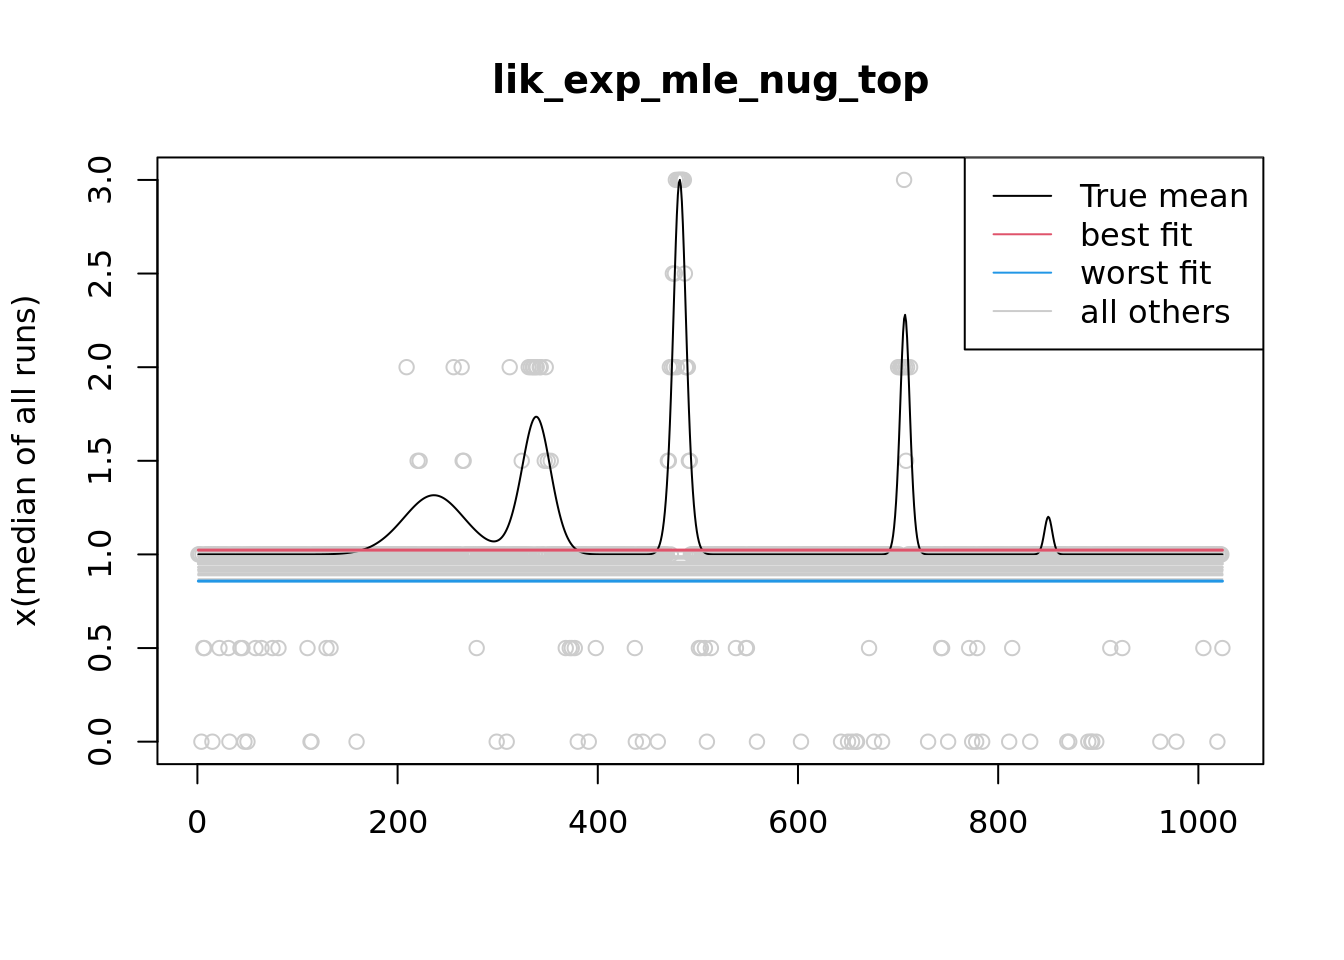 lik_exp_mle_nug_top
x(median of all runs)
3.0
2.5
2.0
1.5
1.0
0.5
0.0
True mean
best fit
worst fit
all others
0 200 400 600 800 1000